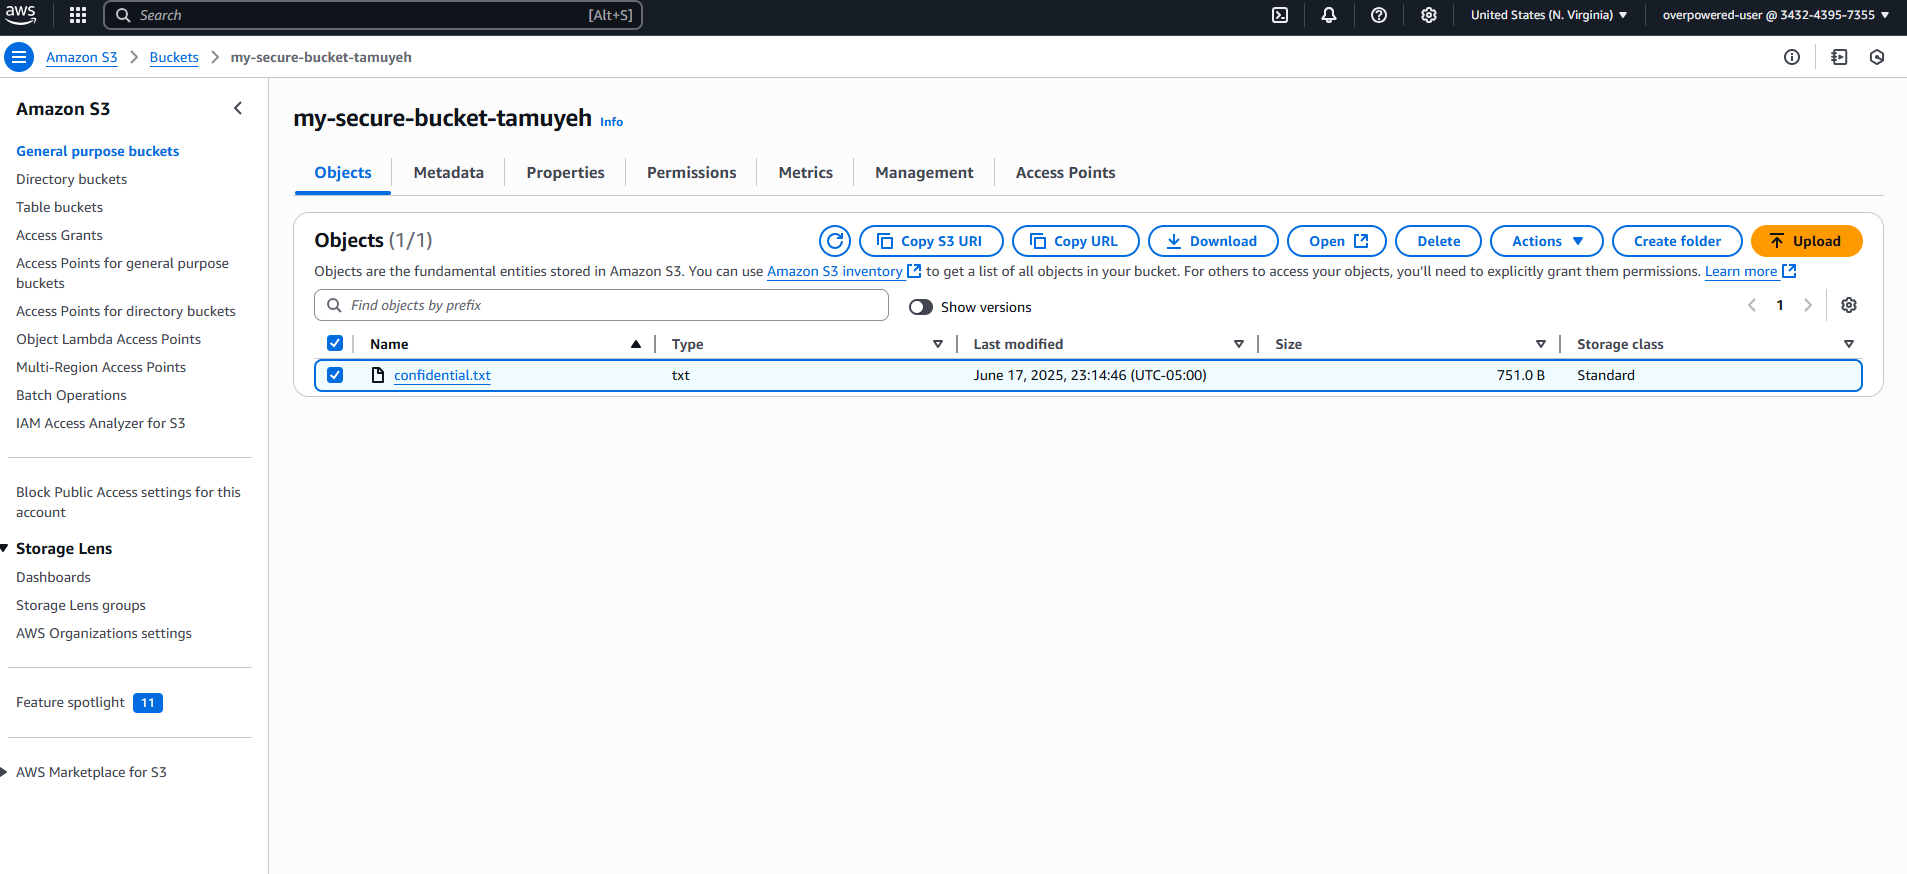 aws
Search [Alt+S]
United States (N. Virginia)
overpowered-user @ 3432-4395-7355
Amazon S3
Buckets
my-secure-bucket-tamuyeh
Amazon S3
General purpose buckets
Directory buckets
Table buckets
Access Grants
Access Points for general purpose
buckets
Access Points for directory buckets
Object Lambda Access Points
Multi-Region Access Points
Batch Operations
IAM Access Analyzer for S3
Block Public Access settings for this
account
Storage Lens
Dashboards
Storage Lens groups
AWS Organizations settings
Feature spotlight 11
AWS Marketplace for S3
my-secure-bucket-tamuyeh Info
Objects Metadata Properties Permissions Metrics Management Access Points
Objects (1/1)
Copy S3 URI Copy URL Download Open Delete Actions Create folder Upload
Objects are the fundamental entities stored in Amazon S3. You can use Amazon S3 inventory to get a list of all objects in your bucket. For others to access your objects, you'll need to explicitly grant them permissions. Learn more
Find objects by prefix
Show versions
1
Name Type Last modified Size Storage class
confidential.txt txt June 17, 2025, 23:14:46 (UTC-05:00) 751.0 B Standard